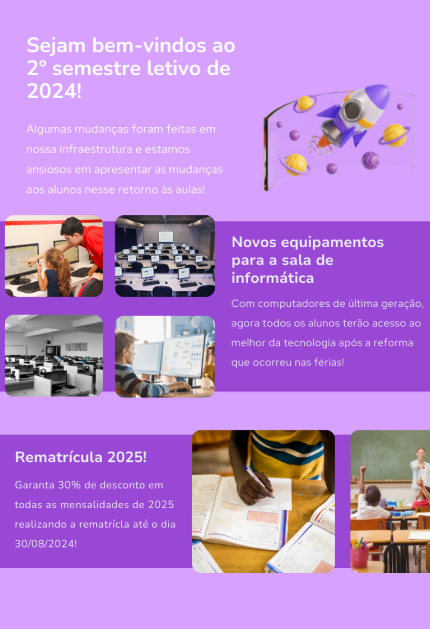 Sejam bem-vindos ao
2º semestre letivo de
2024!
Algumas mudanças foram feitas em
nossa infraestrutura e estamos
ansiosos em apresentar as mudanças
aos alunos nesse retorno às aulas!
Novos equipamentos
para a sala de
informática
Com computadores de última geração,
agora todos os alunos terão acesso ao
melhor da tecnologia após a reforma
que ocorreu nas férias!
Rematrícula 2025!
Garanta 30% de desconto em
todas as mensalidades de 2025
realizando a rematrícla até o dia
30/08/2024!